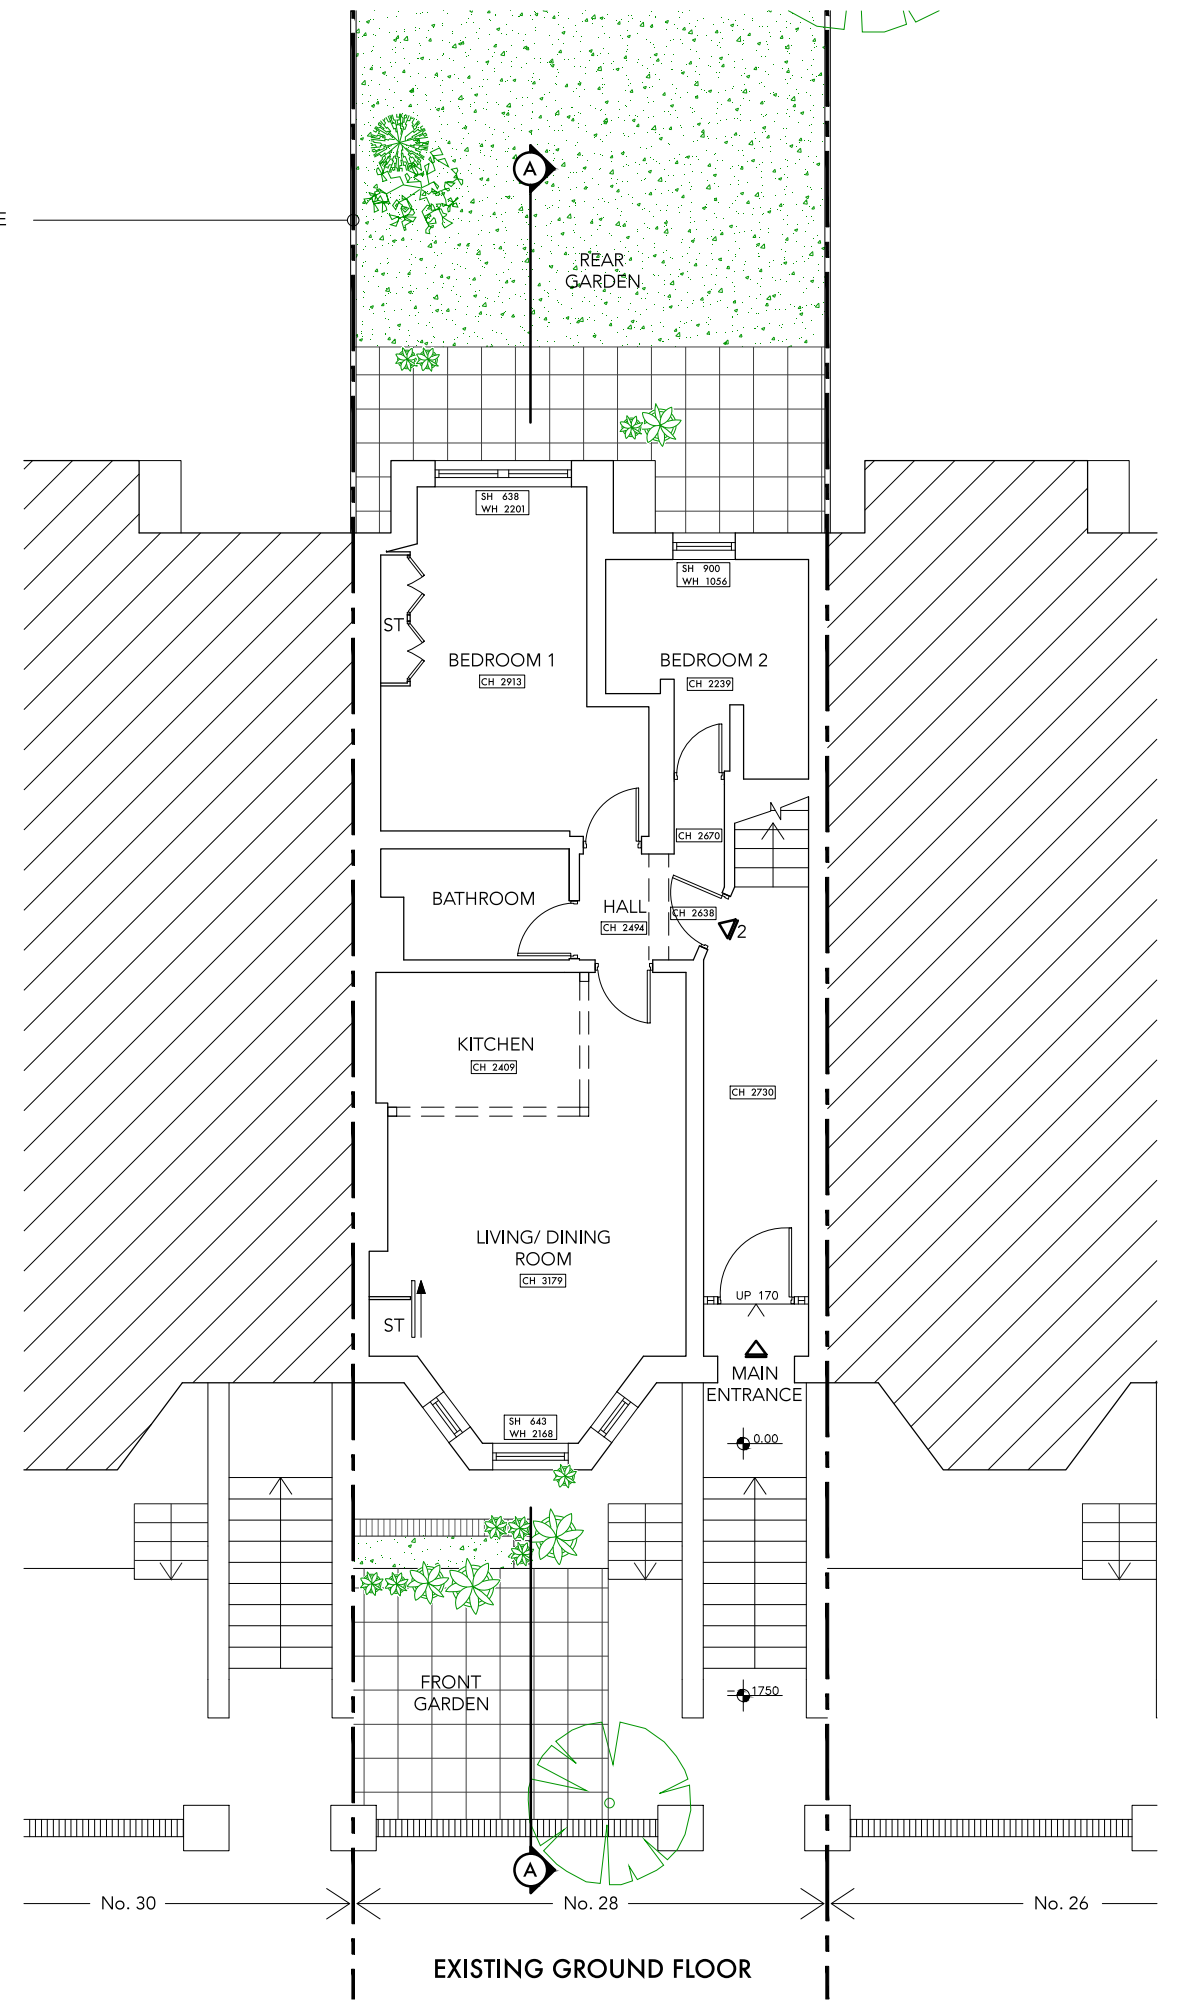 A
E
REAR
GARDEN
SH 638
WH 2201
SH 900
WH 1056
ST
BEDROOM 1
CH 2913
BEDROOM 2
CH 2239
CH 2670
BATHROOM
HALL
CH 2494
CH 2638
2
KITCHEN
CH 2409
CH 2730
LIVING/ DINING
ROOM
CH 3179
UP 170
ST
MAIN
ENTRANCE
SH 643
WH 2168
0.00
FRONT
GARDEN
-1750
A
No. 30
No. 28
No. 26
EXISTING GROUND FLOOR
N